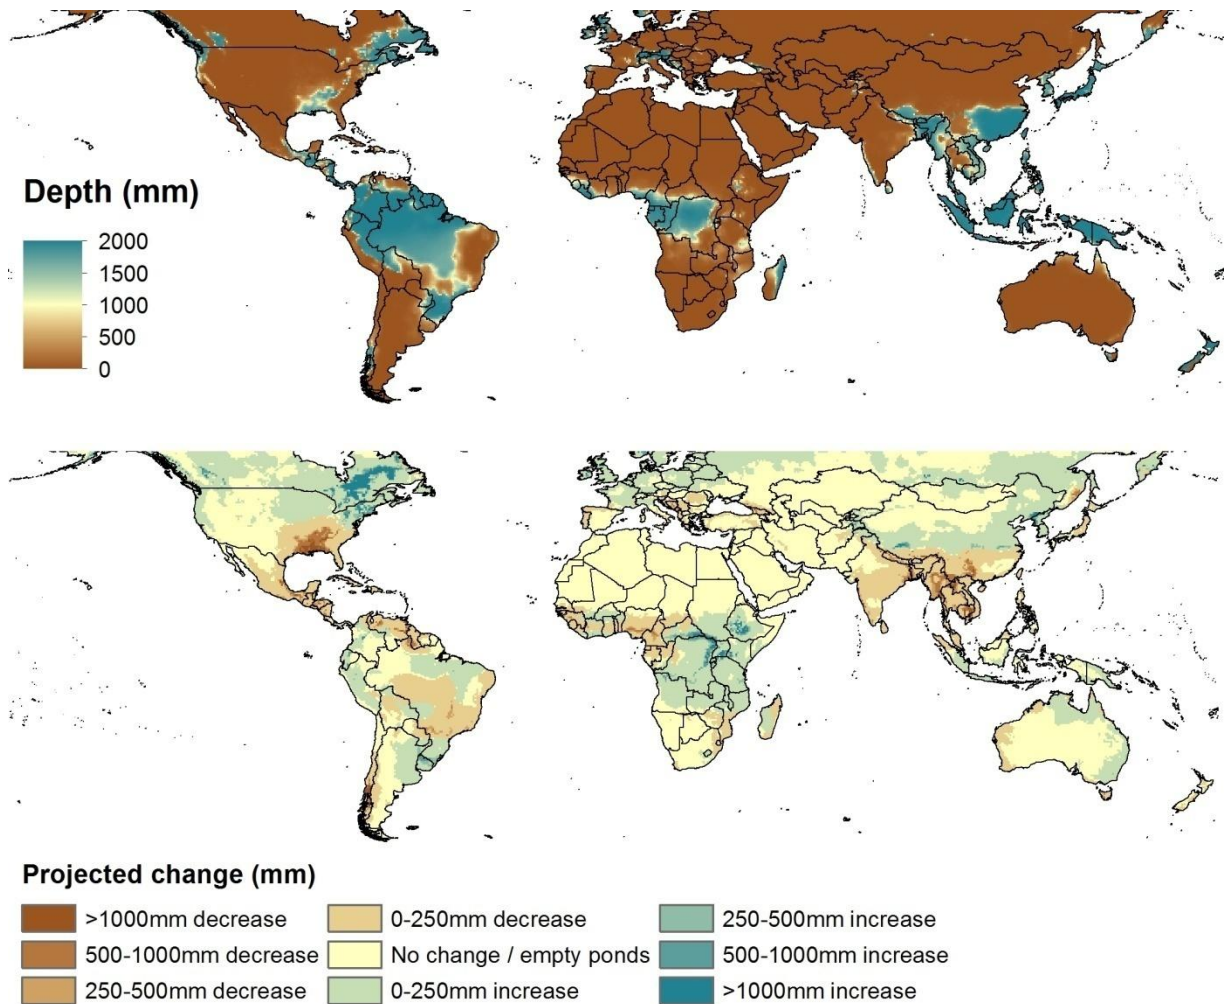 Depth (mm)
2000
1500
1000
500
0
Projected change (mm)
>1000mm decrease
0-250mm decrease
250-500mm increase
500-1000mm decrease
No change / empty ponds
500-1000mm increase
250-500mm decrease
0-250mm increase
>1000mm increase